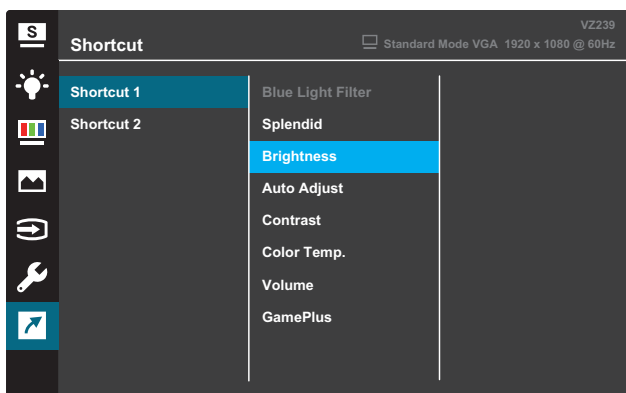 S
VZ239
Shortcut
Standard Mode VGA 1920 x 1080 @ 60Hz
Shortcut 1
Shortcut 2
Blue Light Filter
Splendid
Brightness
Auto Adjust
Contrast
Color Temp.
Volume
GamePlus